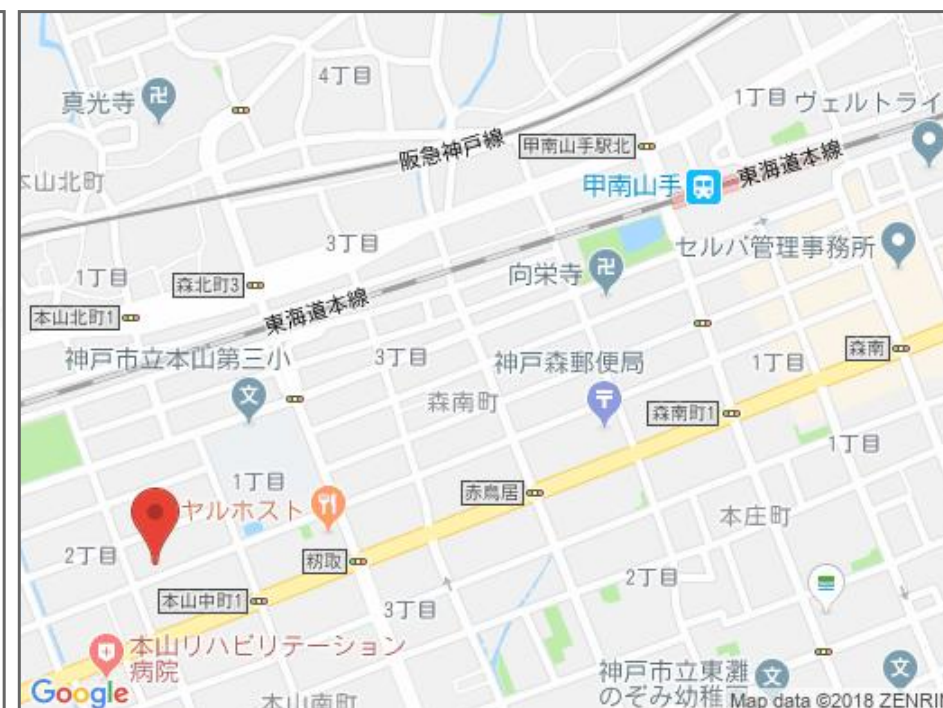 4丁目
真光寺
1丁目
ヴェルトライ
阪急神戸線
甲南山手駅北
東海道本線
山北町
甲南山手
3丁目
セルバ管理事務所
向栄寺
1丁目
森北町3
東海道本線
本山北町1
神戸市立本山第三小
3丁目
神戸森郵便局
1丁目
森南
森南町
森南町1
1丁目
1丁目
ヤルホスト
赤鳥居
本庄町
2丁目
籾取
2丁目
本山中町1
3丁目
本山リハビリテーション
病院
神戸市立東灘
のぞみ幼稚
Google
本山南町
Map data ©2018 ZENRIN